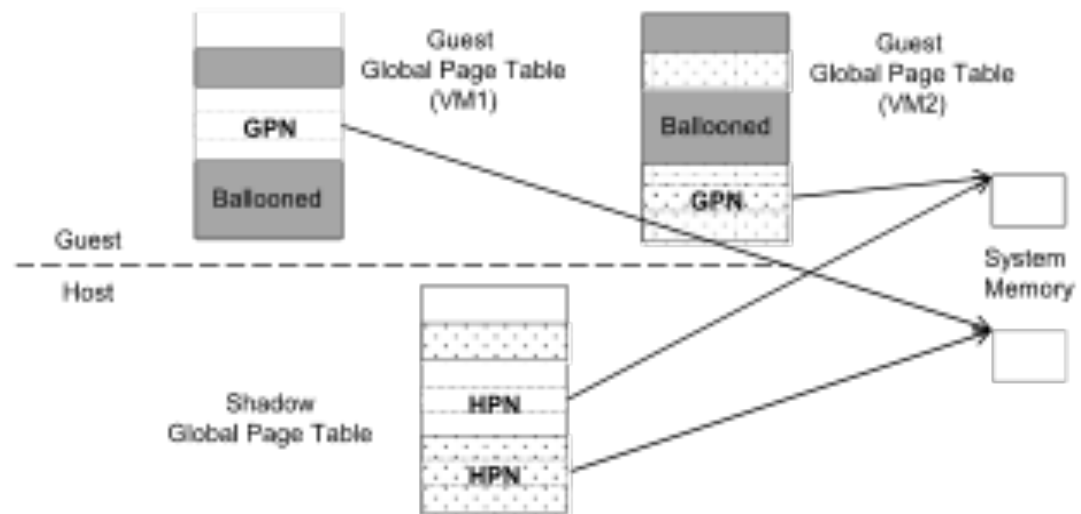 Guest
Global Page Table
(VM1)
GPN
Ballooned
Guest
Global Page Table
(VM2)
Ballooned
GPN
Guest
Host
System
Memory
Shadow
Global Page Table
HPN
HPN